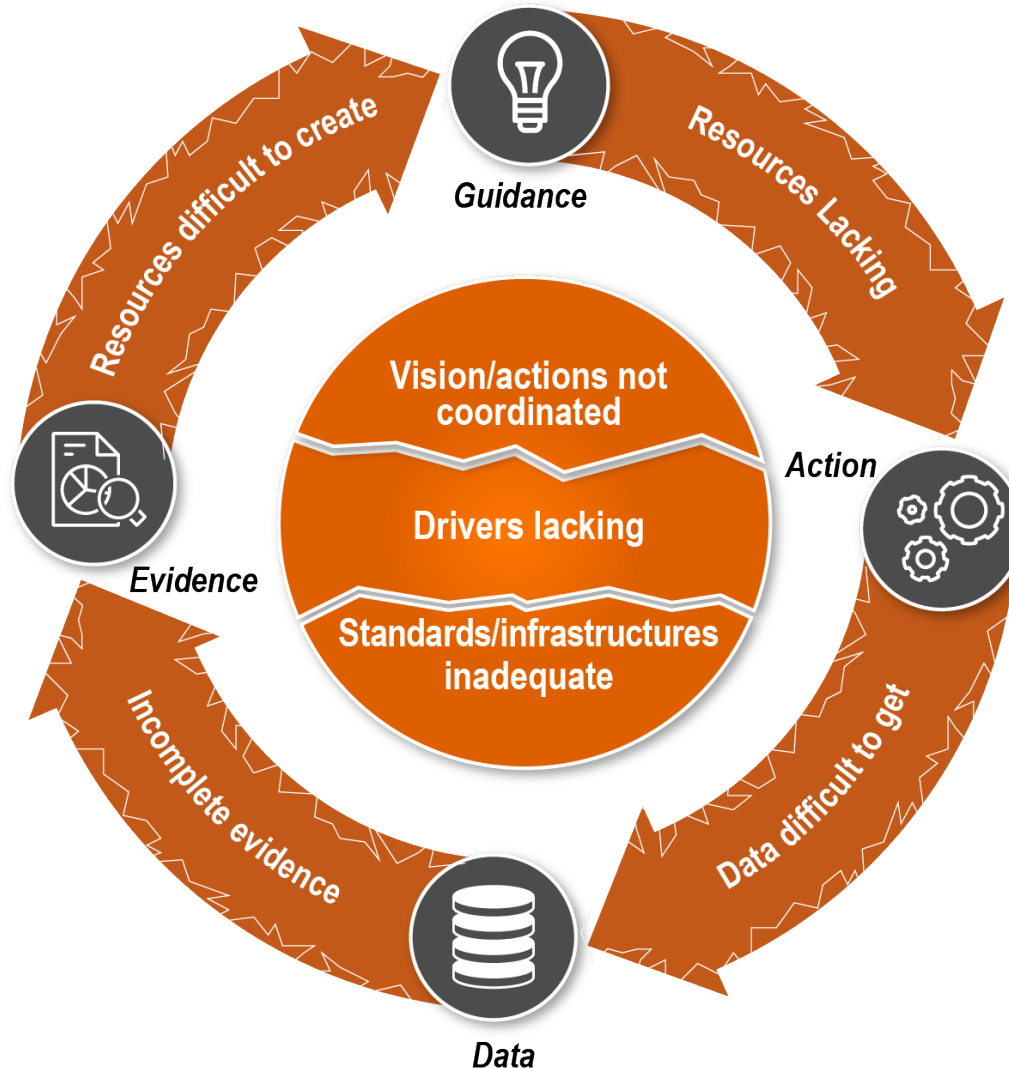 Guidance
Resources Lacking
Action
Data difficult to get
Data
Incomplete evidence
Evidence
Resources difficult to create
Vision/actions not
coordinated
Drivers lacking
Standards/infrastructures
inadequate